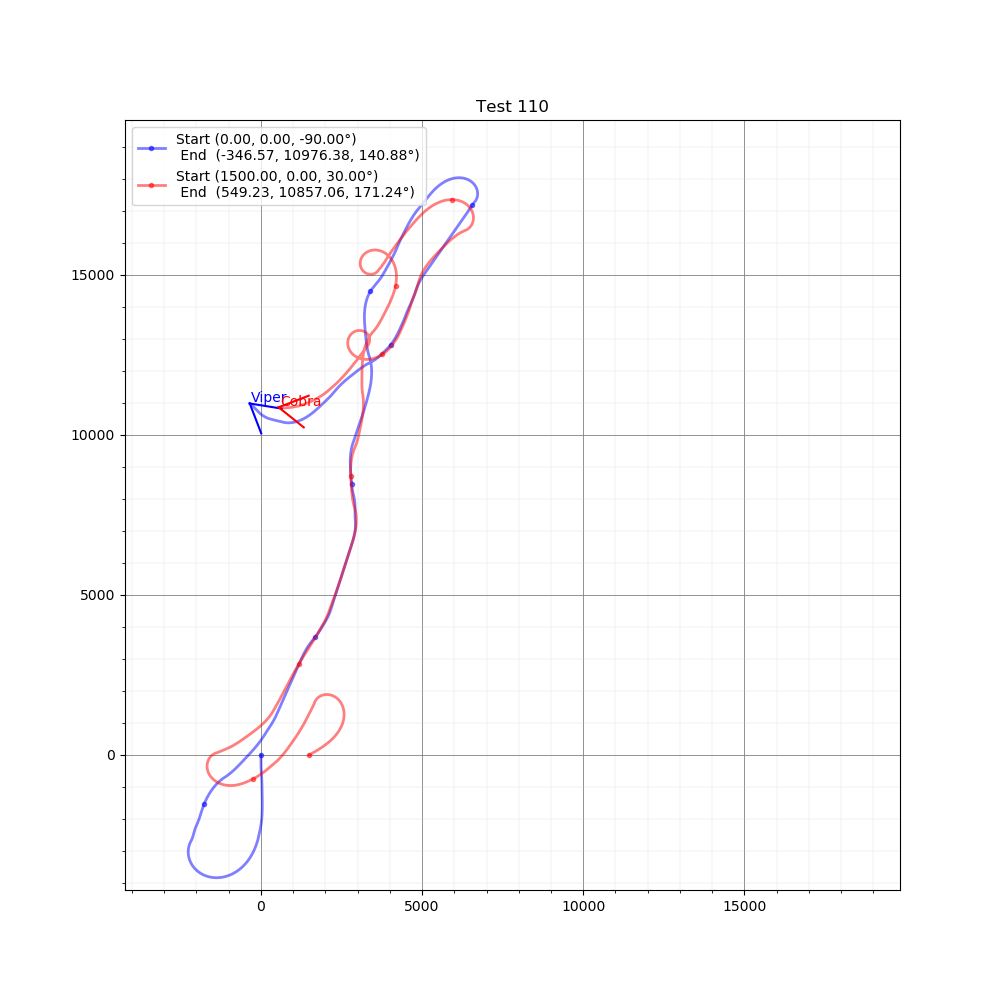 Test 110
Start (0.00, 0.00, -90.00°)
End  (-346.57, 10976.38, 140.88°)
Start (1500.00, 0.00, 30.00°)
End  (549.23, 10857.06, 171.24°)
15000
Viper
Cobra
10000
5000
0
0
5000
10000
15000